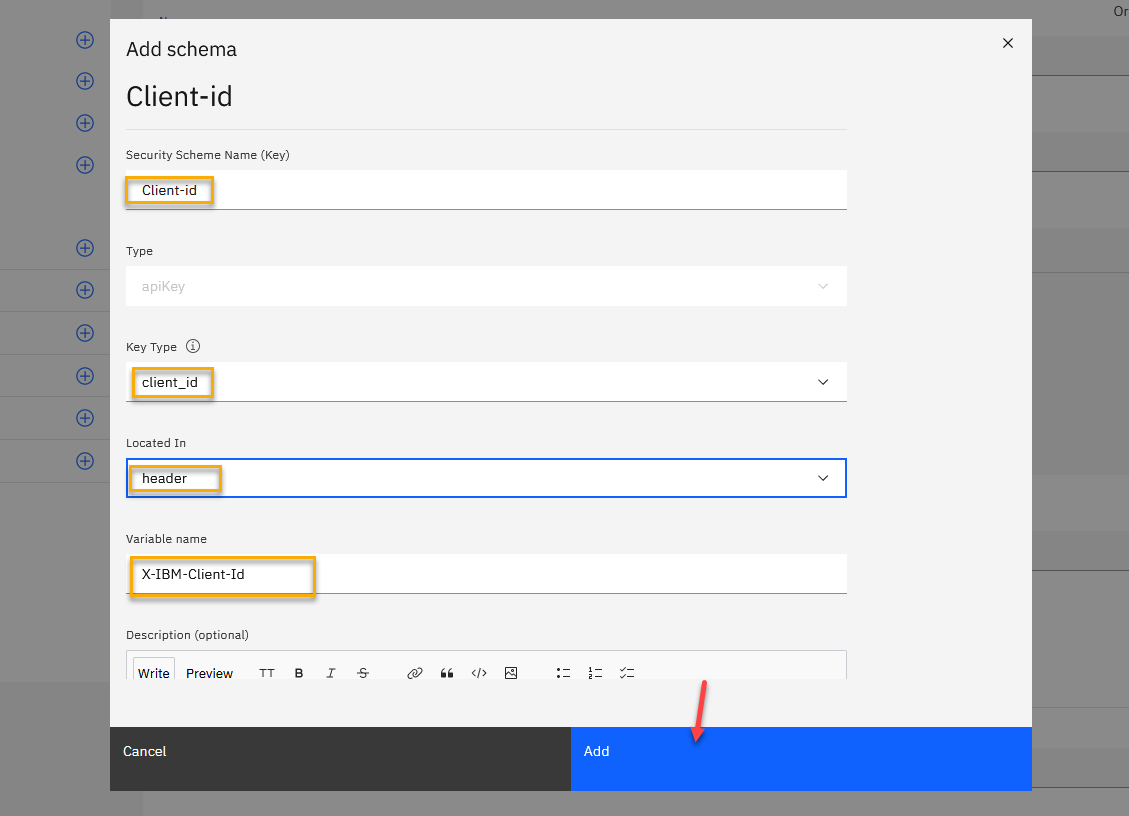 Or
Add schema
Client-id
Security Scheme Name (Key)
Client-id
Type
apiKey
Key Type
client_id
Located In
header
Variable name
X-IBM-Client-Id
Description (optional)
Write Preview TT B I S
Cancel
Add